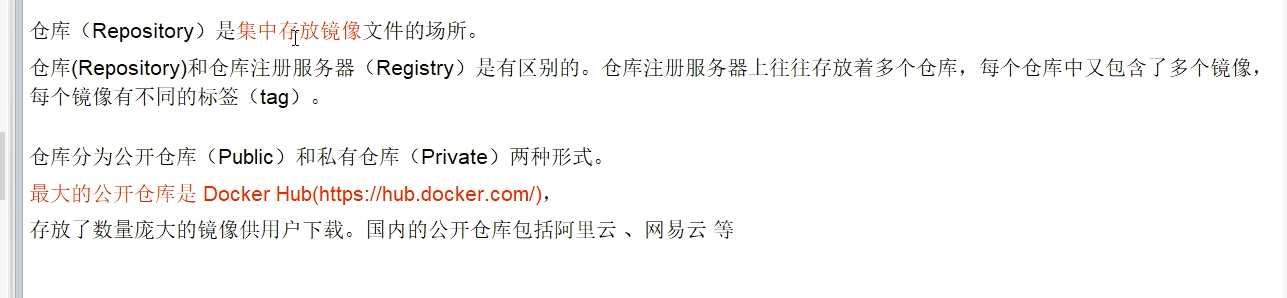 仓库（Repository）是集中存放镜像文件的场所。
仓库(Repository)和仓库注册服务器（Registry）是有区别的。仓库注册服务器上往往存放着多个仓库，每个仓库中又包含了多个镜像，
每个镜像有不同的标签（tag）。
仓库分为公开仓库（Public）和私有仓库（Private）两种形式。
最大的公开仓库是 Docker Hub(https://hub.docker.com/)，
存放了数量庞大的镜像供用户下载。国内的公开仓库包括阿里云 、网易云 等